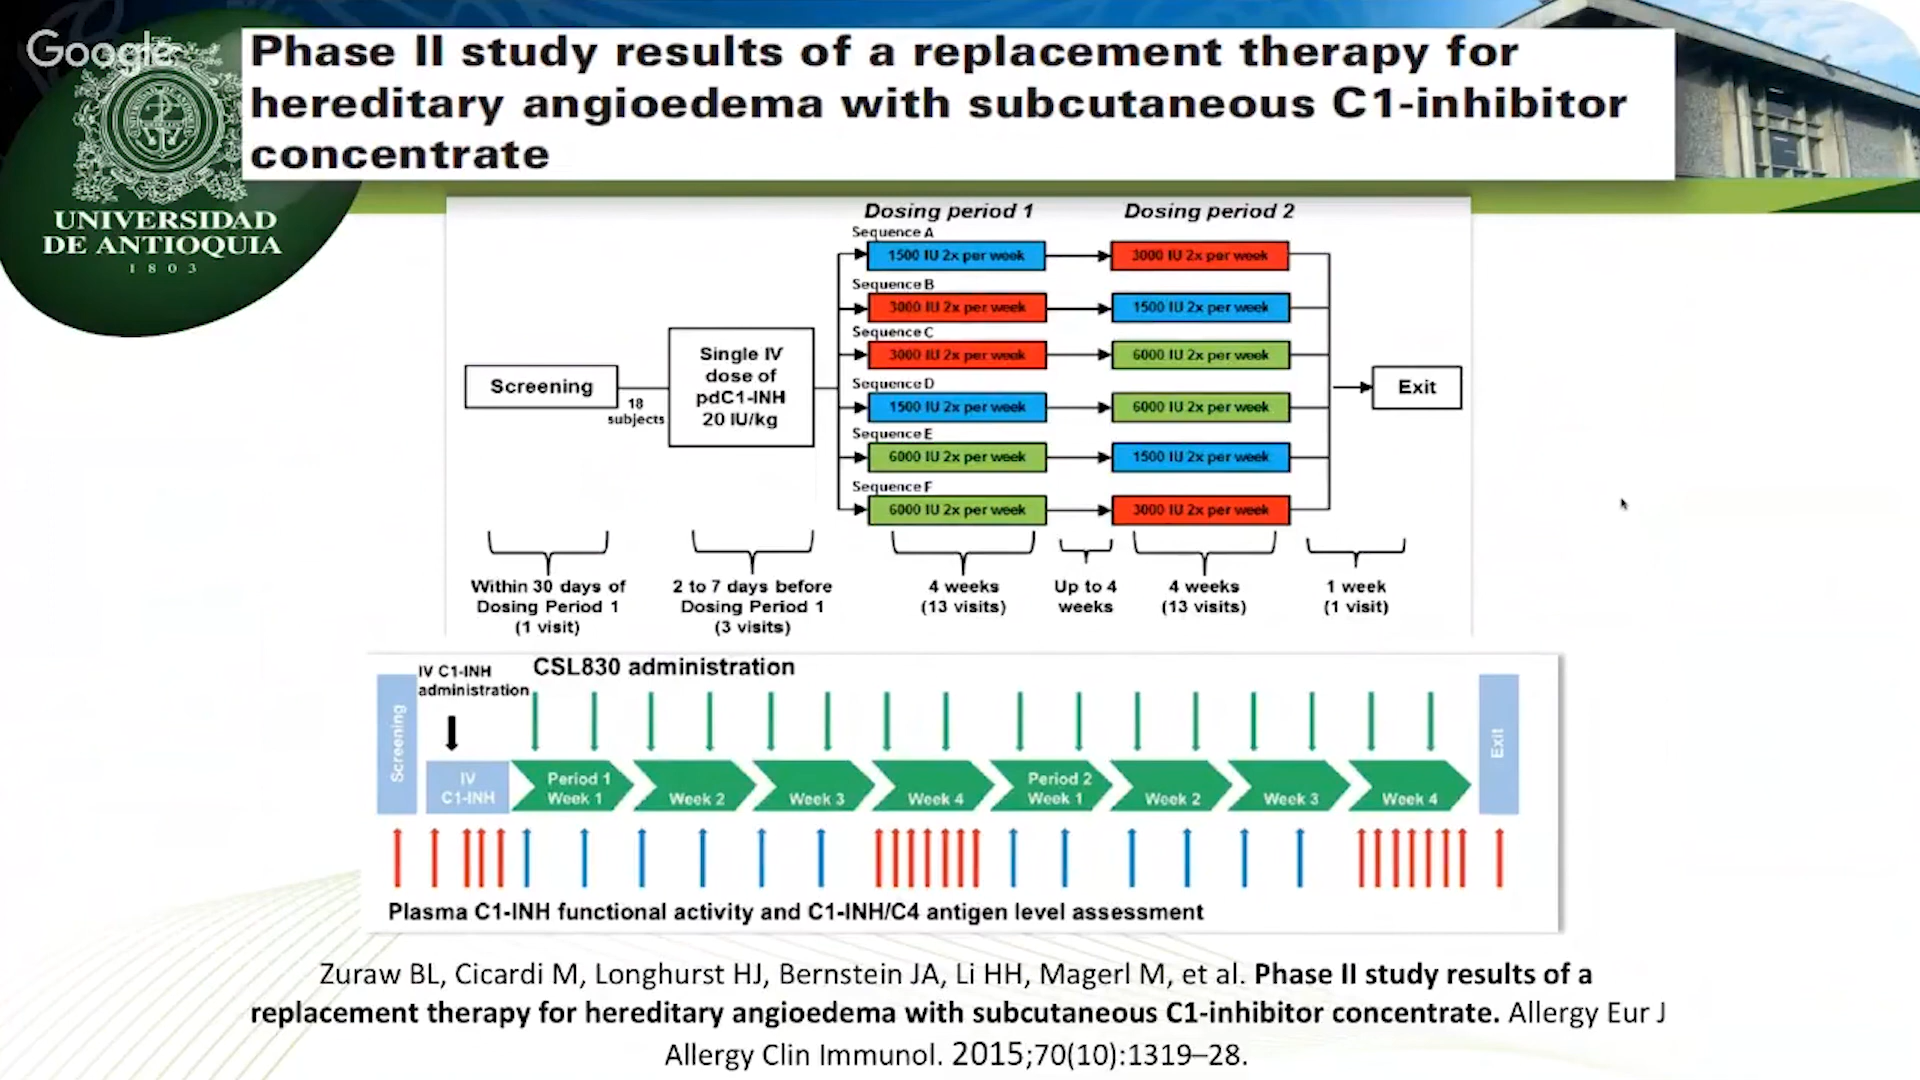 Google
UNIVERSIDAD
DE ANTIOQUIA
1803
Phase II study results of a replacement therapy for
hereditary angioedema with subcutaneous C1-inhibitor
concentrate
Dosing period 1
Dosing period 2
Screening
18
subjects
Single IV
dose of
pdC1-INH
20 IU/kg
Sequence A
1500 IU 2x per week
3000 IU 2x per week
Sequence B
3000 IU 2x per week
1500 IU 2x per week
Sequence C
3000 IU 2x per week
6000 IU 2x per week
Sequence D
1500 IU 2x per week
6000 IU 2x per week
Sequence E
6000 IU 2x per week
1500 IU 2x per week
Sequence F
6000 IU 2x per week
3000 IU 2x per week
Exit
Within 30 days of
Dosing Period 1
(1 visit)
2 to 7 days before
Dosing Period 1
(3 visits)
4 weeks
(13 visits)
Up to 4
weeks
4 weeks
(13 visits)
1 week
(1 visit)
IV C1-INH
administration
CSL830 administration
Screening
IV
C1-INH
Period 1
Week 1
Week 2
Week 3
Week 4
Period 2
Week 1
Week 2
Week 3
Week 4
Exit
Plasma C1-INH functional activity and C1-INH/C4 antigen level assessment
Zuraw BL, Cicardi M, Longhurst HJ, Bernstein JA, Li HH, Magerl M, et al. Phase II study results of a
replacement therapy for hereditary angioedema with subcutaneous C1-inhibitor concentrate. Allergy Eur J
Allergy Clin Immunol. 2015;70(10):1319–28.